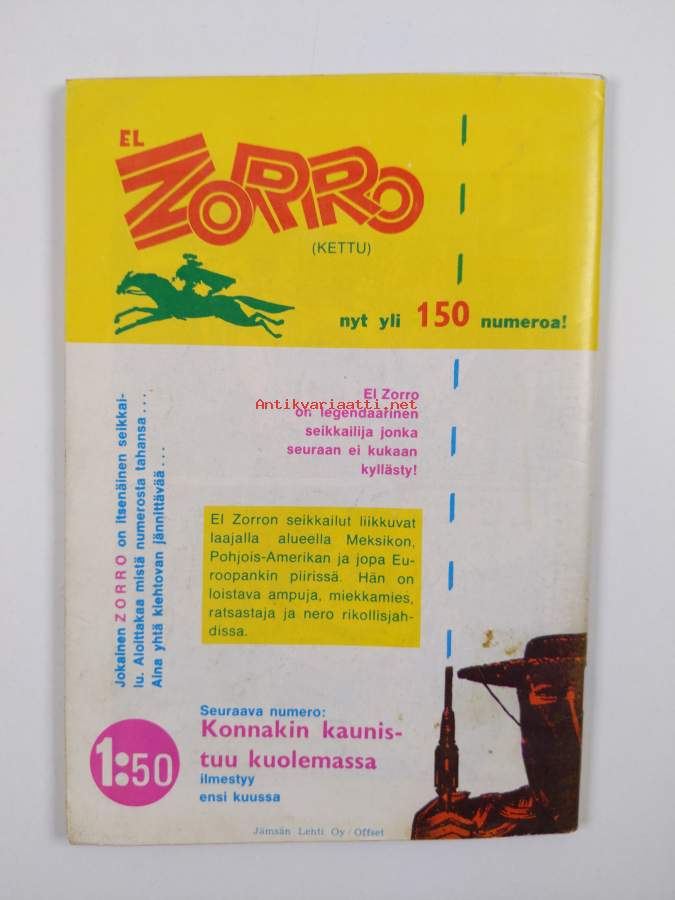 EL
ZORRO
(KETTU)
nyt yli 150 numeroa!
El Zorro
on legendaarinen
seikkailija jonka
seuraan ei kukaan
kyllästy!
Antikvariaatti.net
Jokainen ZORRO on itsenäinen seikkai-
lu. Aloittakaa mistä numerosta tahansa...
Aina yhtä kiehtovan jännittävää...
El Zorron seikkailut liikkuvat
laajalla alueella Meksikon,
Pohjois-Amerikan ja jopa Eu-
roopankin piirissä. Hän on
loistava ampuja, miekkamies,
ratsastaja ja nero rikollisjah-
dissa.
Seuraava numero:
Konnakin kaunis-
tuu kuolemassa
ilmestyy
ensi kuussa
1:50
Jämsän Lehti Oy / Offset